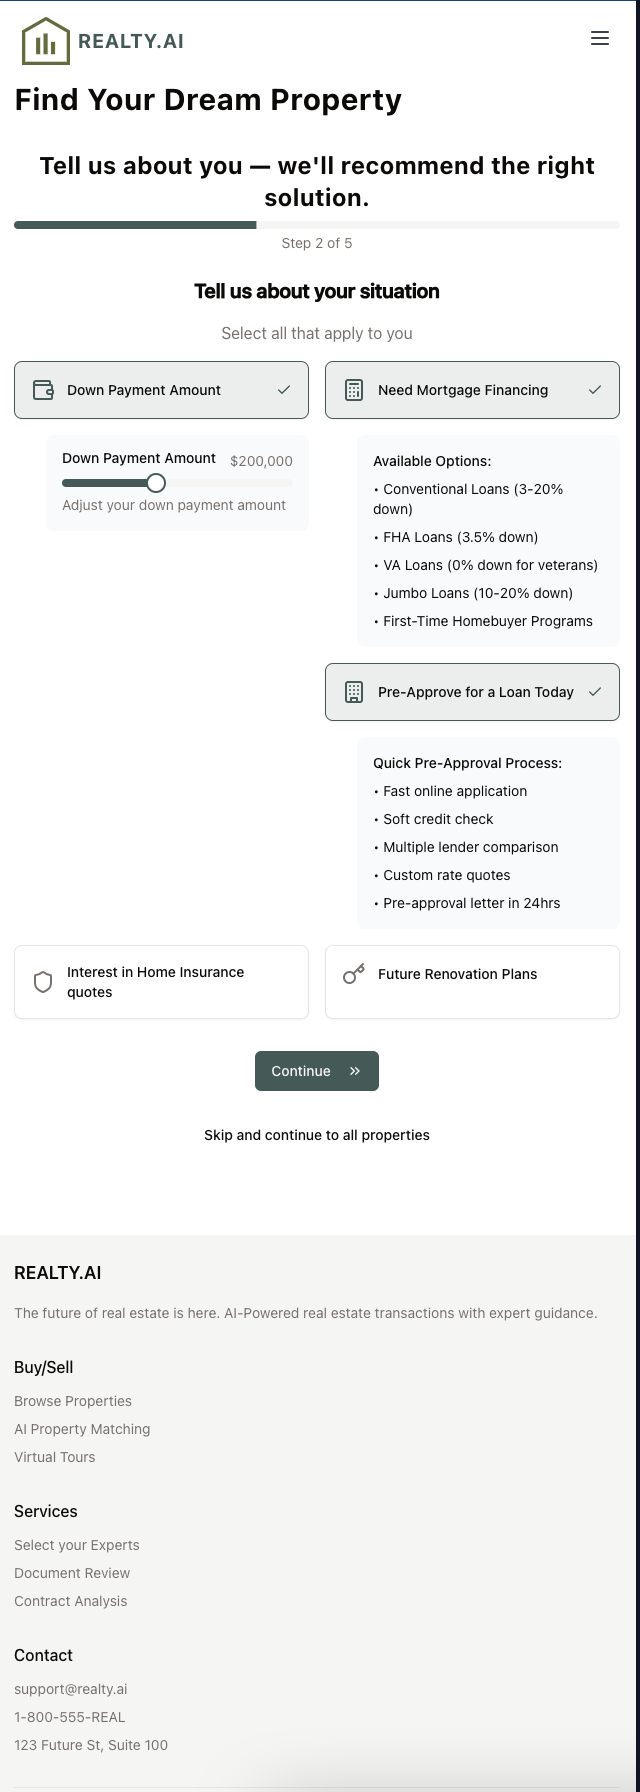 REALTY.AI
Find Your Dream Property
Tell us about you — we'll recommend the right
solution.
Step 2 of 5
Tell us about your situation
Select all that apply to you
Down Payment Amount
Need Mortgage Financing
Down Payment Amount $200,000
Adjust your down payment amount
Available Options:
• Conventional Loans (3-20%
down)
• FHA Loans (3.5% down)
• VA Loans (0% down for veterans)
• Jumbo Loans (10-20% down)
• First-Time Homebuyer Programs
Pre-Approve for a Loan Today
Quick Pre-Approval Process:
• Fast online application
• Soft credit check
• Multiple lender comparison
• Custom rate quotes
• Pre-approval letter in 24hrs
Interest in Home Insurance
quotes
Future Renovation Plans
Continue
Skip and continue to all properties
REALTY.AI
The future of real estate is here. AI-Powered real estate transactions with expert guidance.
Buy/Sell
Browse Properties
AI Property Matching
Virtual Tours
Services
Select your Experts
Document Review
Contract Analysis
Contact
support@realty.ai
1-800-555-REAL
123 Future St, Suite 100